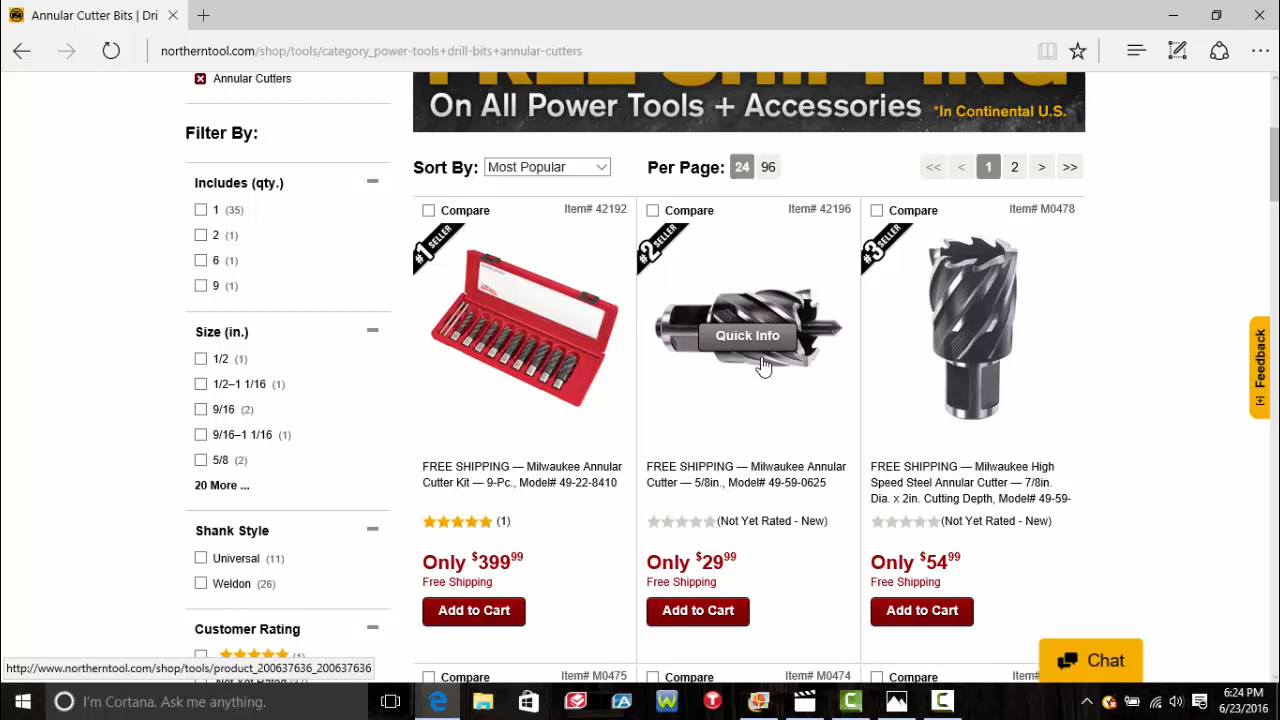 Annular Cutter Bits | Dri
northerntool.com/shop/tools/category_power-tools+drill-bits+annular-cutters
Annular Cutters
FREE SHIPPING
On All Power Tools + Accessories *In Continental U.S.
Filter By:
Sort By: Most Popular
Per Page: 24 96
<< < 1 2 > >>
Includes (qty.)
1 (35)
2 (1)
6 (1)
9 (1)
Size (in.)
1/2 (1)
1/2–1 1/16 (1)
9/16 (2)
9/16–1 1/16 (1)
5/8 (2)
20 More ...
Shank Style
Universal (11)
Weldon (26)
Customer Rating
(1)
http://www.northerntool.com/shop/tools/product_200637636_200637636
Compare Item# 42192
#1 SELLER
FREE SHIPPING — Milwaukee Annular
Cutter Kit — 9-Pc., Model# 49-22-8410
(1)
Only $399.99
Free Shipping
Add to Cart
Compare Item# 42196
#2 SELLER
Quick Info
FREE SHIPPING — Milwaukee Annular
Cutter — 5/8in., Model# 49-59-0625
(Not Yet Rated - New)
Only $29.99
Free Shipping
Add to Cart
Compare Item# M0478
#3 SELLER
FREE SHIPPING — Milwaukee High
Speed Steel Annular Cutter — 7/8in.
Dia. x 2in. Cutting Depth, Model# 49-59-
(Not Yet Rated - New)
Only $54.99
Free Shipping
Add to Cart
Compare Item# M0475
Compare Item# M0474
Compare Item#
[+] Feedback
Chat
I'm Cortana. Ask me anything.
6:24 PM
6/23/2016